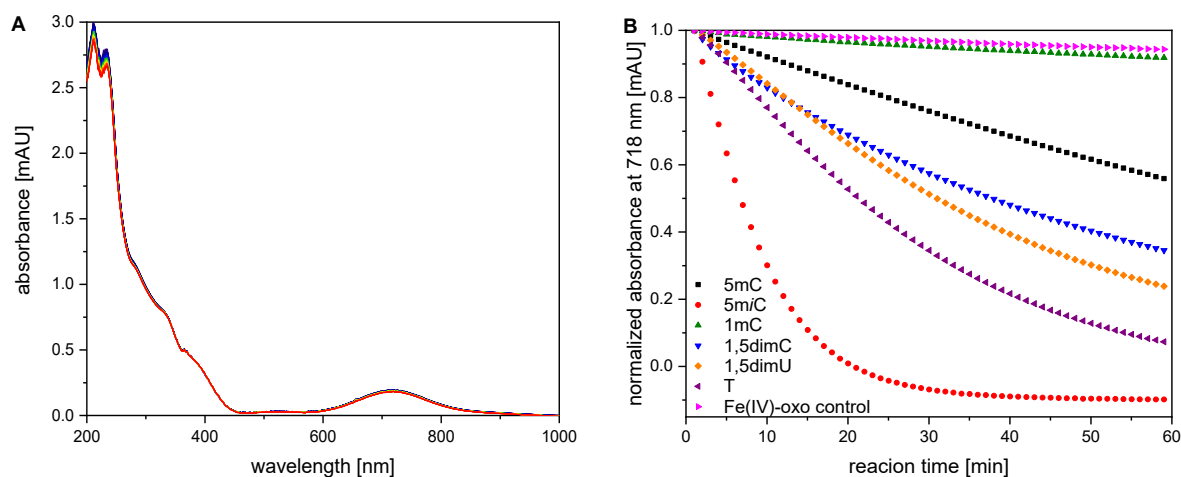 A
3.0
2.5
2.0
1.5
1.0
0.5
0.0
200 400 600 800 1000
absorbance [mAU]
wavelength [nm]
B
1.0
0.8
0.6
0.4
0.2
0.0
0 10 20 30 40 50 60
normalized absorbance at 718 nm [mAU]
reacion time [min]
5mC
5miC
1mC
1,5dimC
1,5dimU
T
Fe(IV)-oxo control